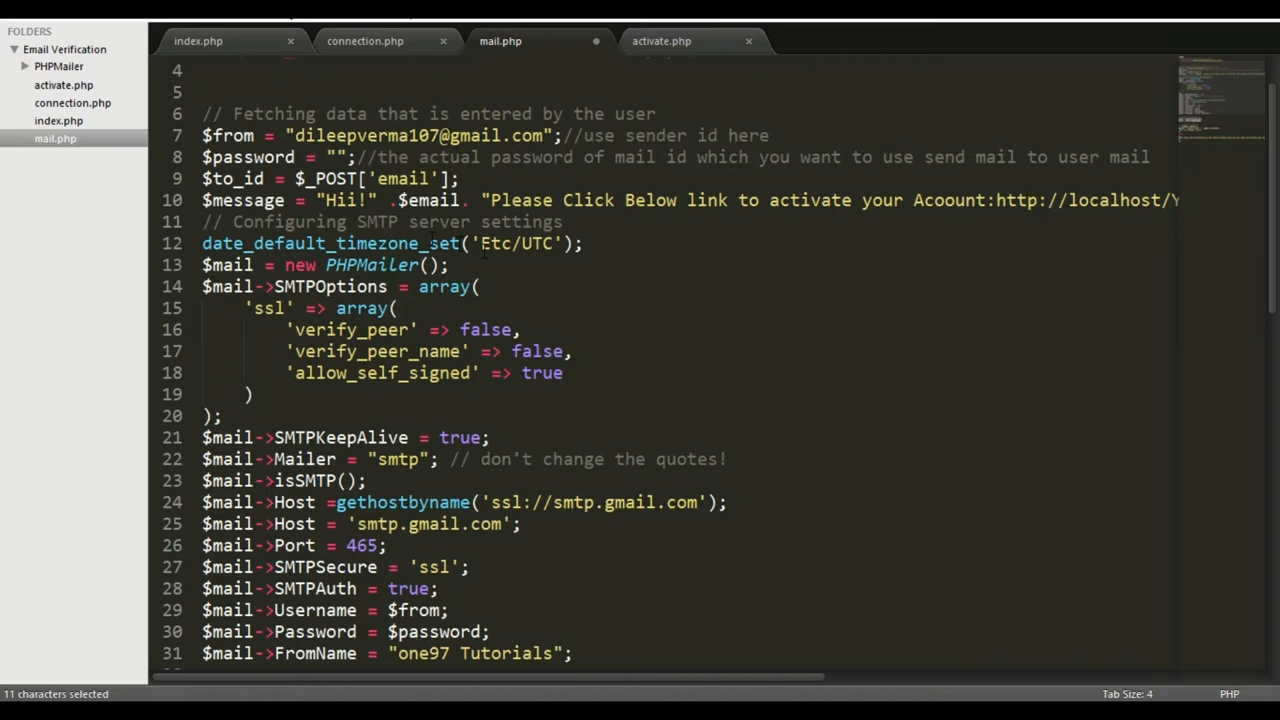 FOLDERS
Email Verification
PHPMailer
activate.php
connection.php
index.php
mail.php
index.php × connection.php × mail.php activate.php ×
4
5
6 // Fetching data that is entered by the user
7 $from = "dileepverma107@gmail.com";//use sender id here
8 $password = "";//the actual password of mail id which you want to use send mail to user mail
9 $to_id = $_POST['email'];
10 $message = "Hii!" .$email. "Please Click Below link to activate your Acoount:http://localhost/Y
11 // Configuring SMTP server settings
12 date_default_timezone_set('Etc/UTC');
13 $mail = new PHPMailer();
14 $mail->SMTPOptions = array(
15 'ssl' => array(
16 'verify_peer' => false,
17 'verify_peer_name' => false,
18 'allow_self_signed' => true
19 )
20 );
21 $mail->SMTPKeepAlive = true;
22 $mail->Mailer = "smtp"; // don't change the quotes!
23 $mail->isSMTP();
24 $mail->Host =gethostbyname('ssl://smtp.gmail.com');
25 $mail->Host = 'smtp.gmail.com';
26 $mail->Port = 465;
27 $mail->SMTPSecure = 'ssl';
28 $mail->SMTPAuth = true;
29 $mail->Username = $from;
30 $mail->Password = $password;
31 $mail->FromName = "one97 Tutorials";
11 characters selected
Tab Size: 4 PHP